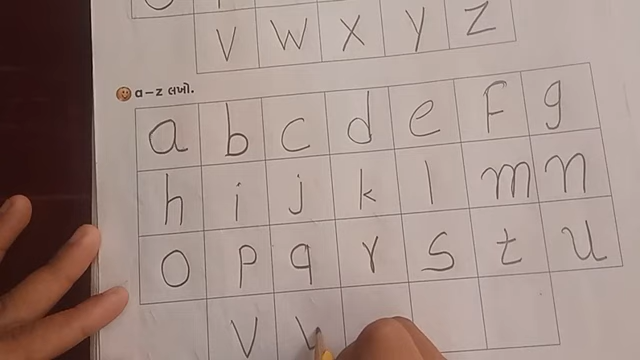 V W X Y Z
a-z લખો.
a b c d e F g
h i j k l m n
o p q r s t u
v